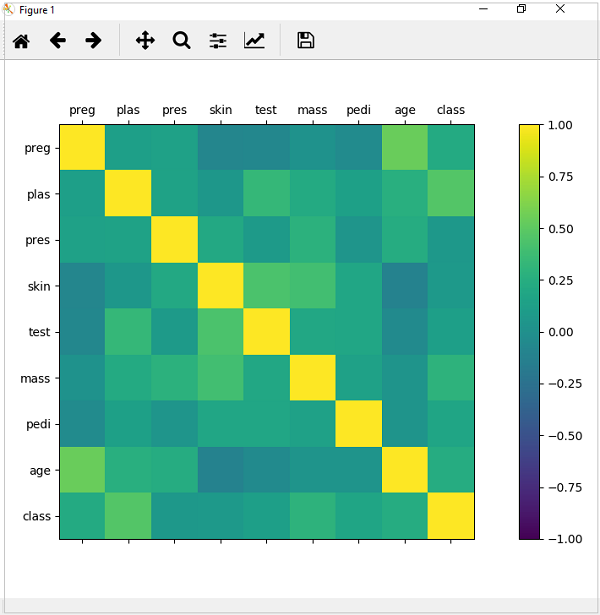 Figure 1
preg plas pres skin test mass pedi age class
preg
plas
pres
skin
test
mass
pedi
age
class
1.00
0.75
0.50
0.25
0.00
−0.25
−0.50
−0.75
−1.00